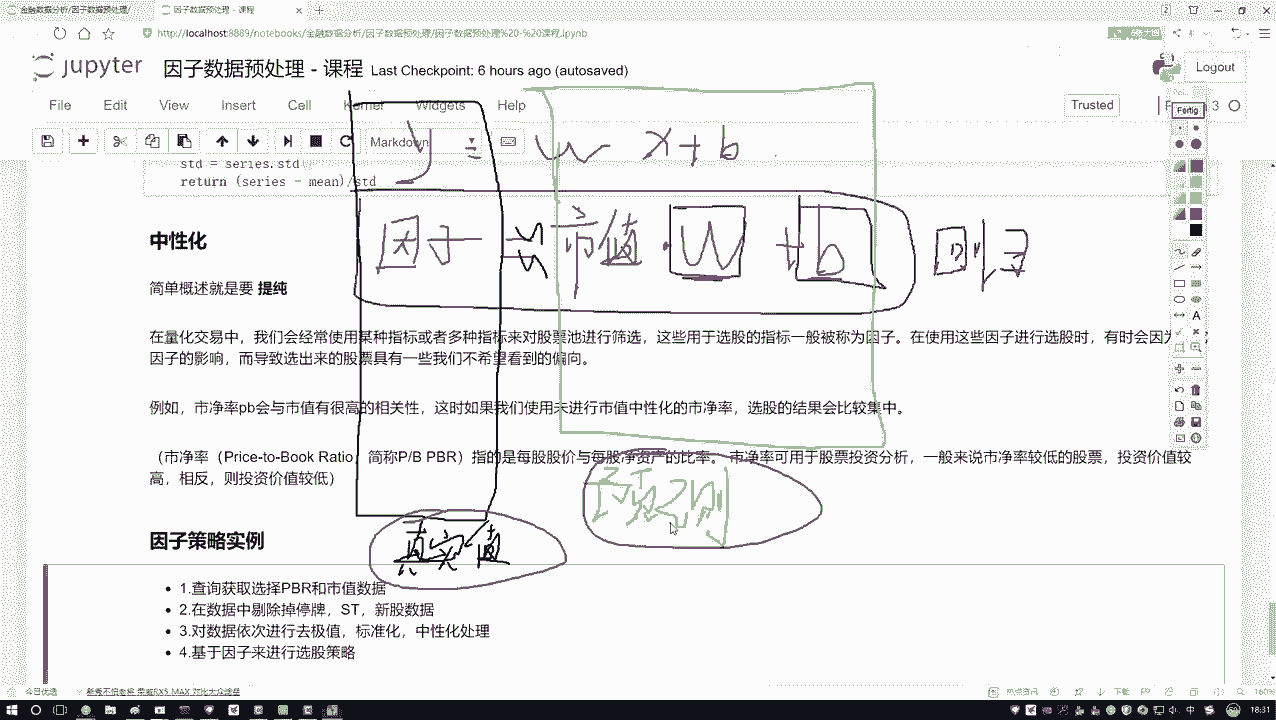 金融数据分析/因子数据预处理/
因子数据预处理 - 课程
http://localhost:8889/notebooks/金融数据分析/因子数据预处理/因子数据预处理%20-%20课程.ipynb
jupyter 因子数据预处理 - 课程 Last Checkpoint: 6 hours ago (autosaved)
Logout
File Edit View Insert Cell Kernel Widgets Help
Trusted
3
Fertig
Markdown
y = w x + b
std = series.std
return (series - mean)/std
因子 市值 · W + b 回归
中性化
简单概述就是要 提纯
在量化交易中，我们会经常使用某种指标或者多种指标来对股票池进行筛选，这些用于选股的指标一般被称为因子。在使用这些因子进行选股时，有时会因为
因子的影响，而导致选出来的股票具有一些我们不希望看到的偏向。
例如，市净率pb会与市值有很高的相关性，这时如果我们使用未进行市值中性化的市净率，选股的结果会比较集中。
（市净率（Price-to-Book Ratio 简称P/B PBR）指的是每股股价与每股净资产的比率。 市净率可用于股票投资分析，一般来说市净率较低的股票，投资价值较
高，相反，则投资价值较低）
预测
真实值
因子策略实例
1.查询获取选择PBR和市值数据
2.在数据中剔除掉停牌，ST，新股数据
3.对数据依次进行去极值，标准化，中性化处理
4.基于因子来进行选股策略
今日优选
热点资讯
下载
160%
中
18:31